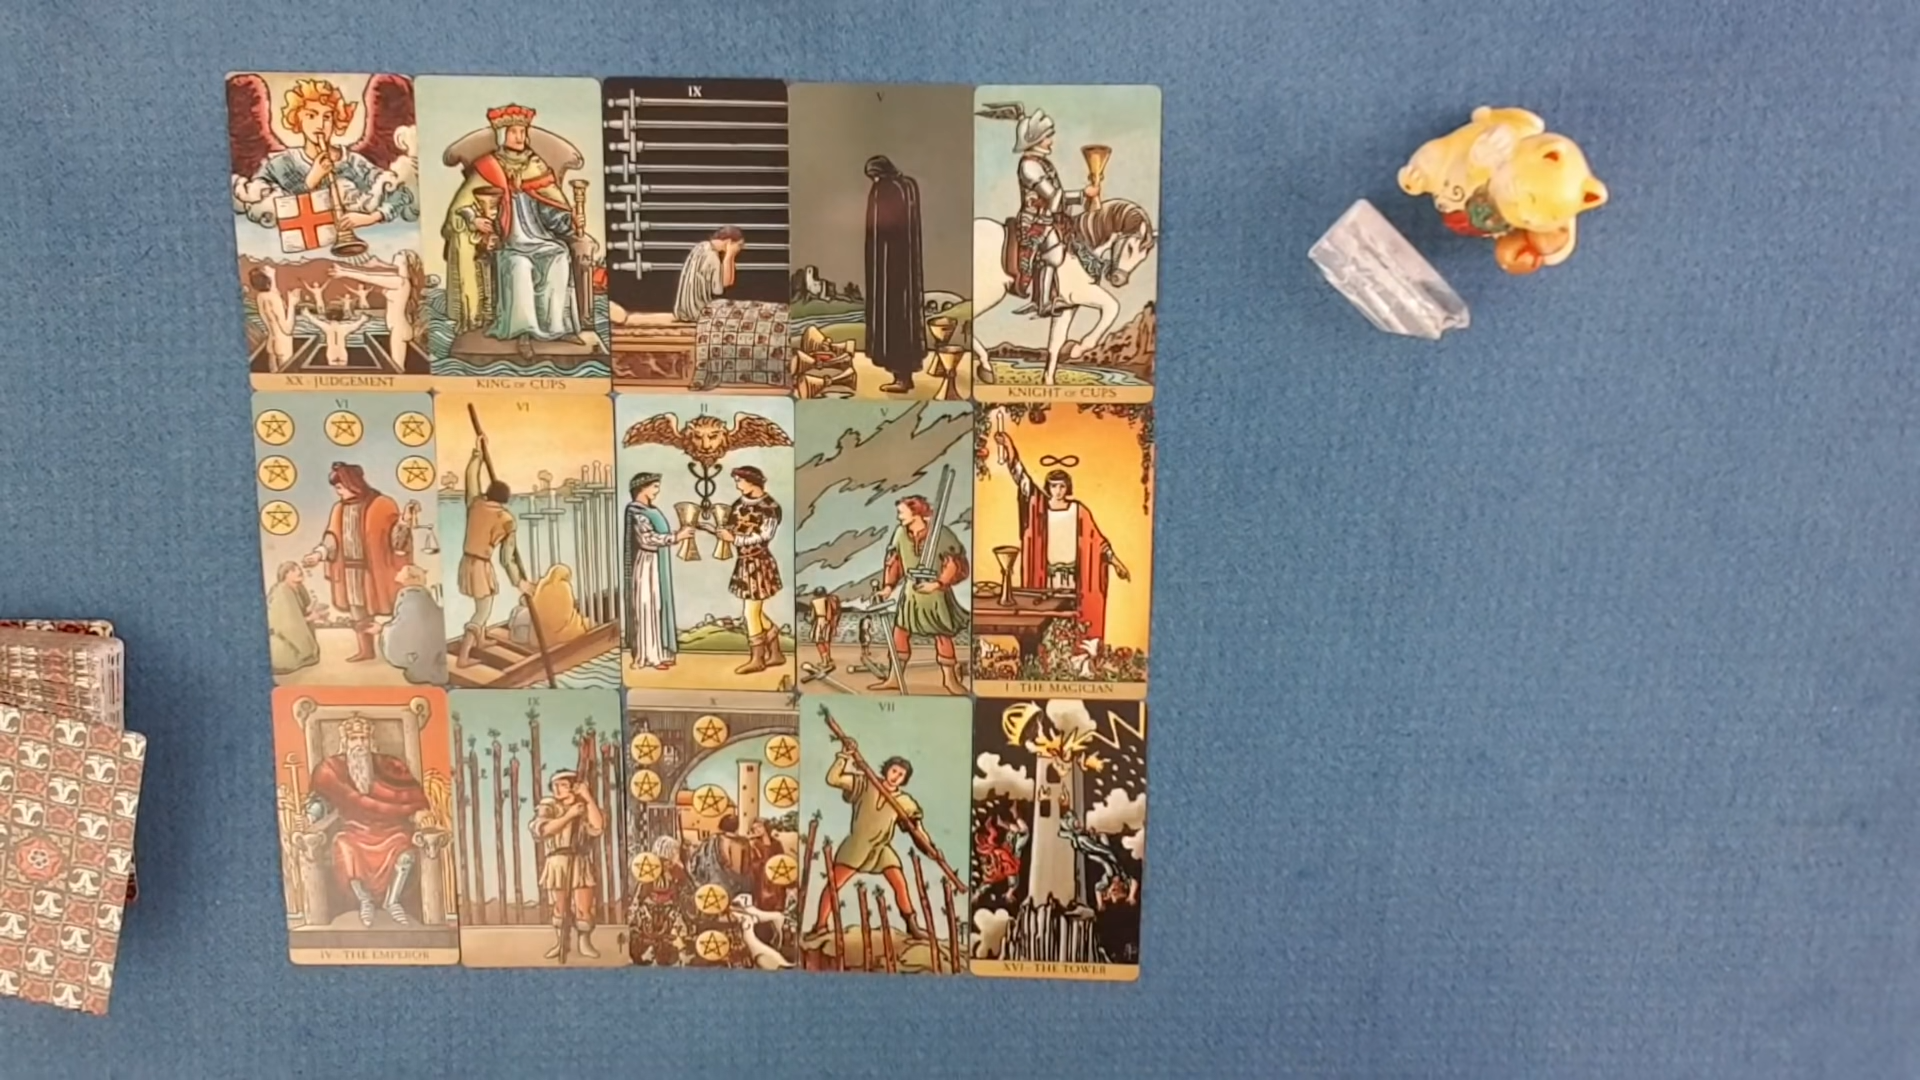 IX
V
XX - JUDGEMENT
KING OF CUPS
KNIGHT OF CUPS
VI
VI
II
V
I - THE MAGICIAN
IX
X
VII
IV - THE EMPEROR
XVI - THE TOWER